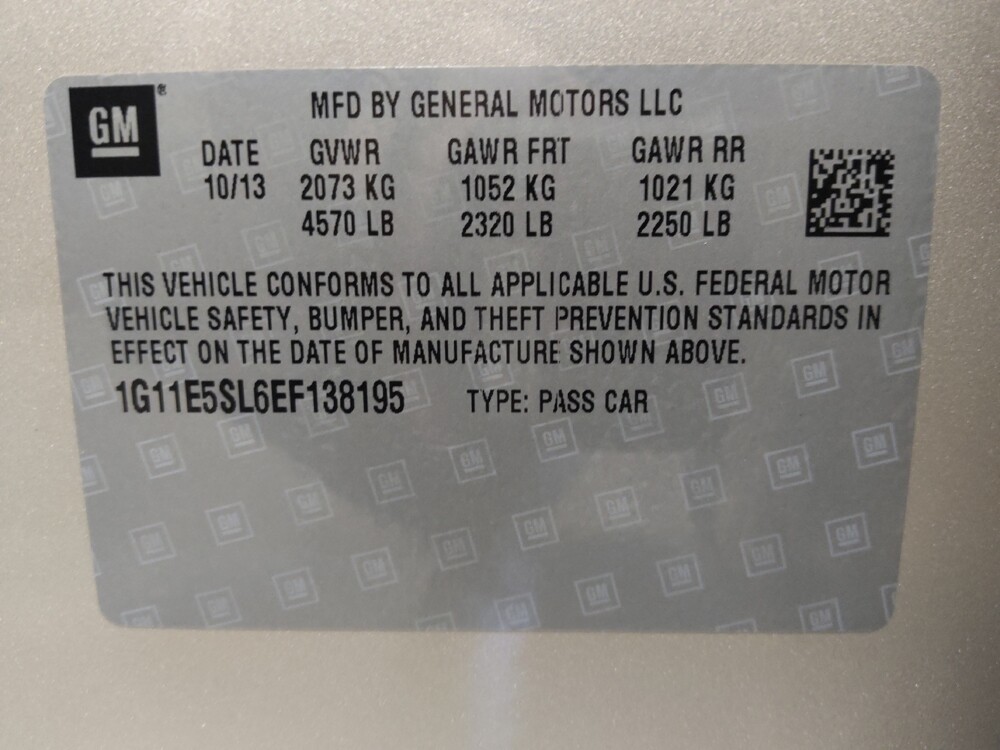 GM®
MFD BY GENERAL MOTORS LLC
DATE GVWR GAWR FRT GAWR RR
10/13 2073 KG 1052 KG 1021 KG
4570 LB 2320 LB 2250 LB
THIS VEHICLE CONFORMS TO ALL APPLICABLE U.S. FEDERAL MOTOR
VEHICLE SAFETY, BUMPER, AND THEFT PREVENTION STANDARDS IN
EFFECT ON THE DATE OF MANUFACTURE SHOWN ABOVE.
1G11E5SL6EF138195 TYPE: PASS CAR